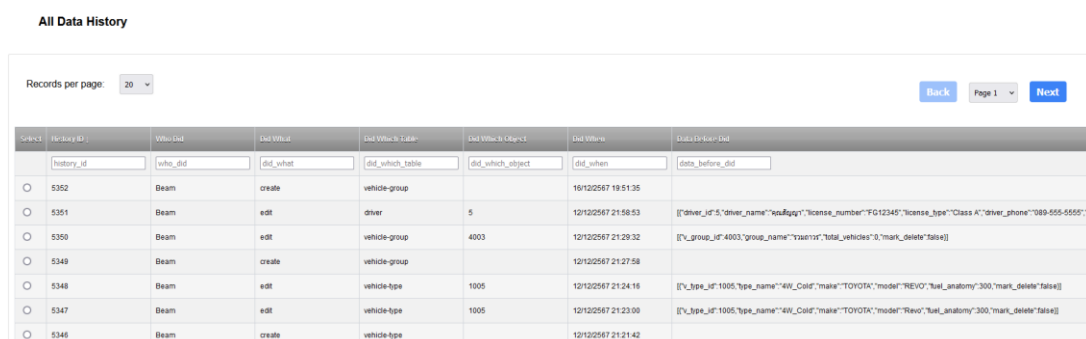 All Data History
Records per page: 20
Back Page 1 Next
Select History ID Who Did Did What Did Which Table Did Which Object Did When Data Before Did
history_id who_did did_what did_which_table did_which_object did_when data_before_did
5352 Beam create vehicle-group 16/12/2567 19:51:35
5351 Beam edit driver 5 12/12/2567 21:58:53 [{"driver_id":5,"driver_name":"คุณสัญญา","license_number":"FG12345","license_type":"Class A","driver_phone":"089-555-5555",
5350 Beam edit vehicle-group 4003 12/12/2567 21:29:32 [{"v_group_id":4003,"group_name":"รวมถาวร","total_vehicles":0,"mark_delete":false}]
5349 Beam create vehicle-group 12/12/2567 21:27:58
5348 Beam edit vehicle-type 1005 12/12/2567 21:24:16 [{"v_type_id":1005,"type_name":"4W_Cold","make":"TOYOTA","model":"REVO","fuel_anatomy":300,"mark_delete":false}]
5347 Beam edit vehicle-type 1005 12/12/2567 21:23:00 [{"v_type_id":1005,"type_name":"4W_Cold","make":"TOYOTA","model":"Revo","fuel_anatomy":300,"mark_delete":false}]
5346 Beam create vehicle-type 12/12/2567 21:21:42